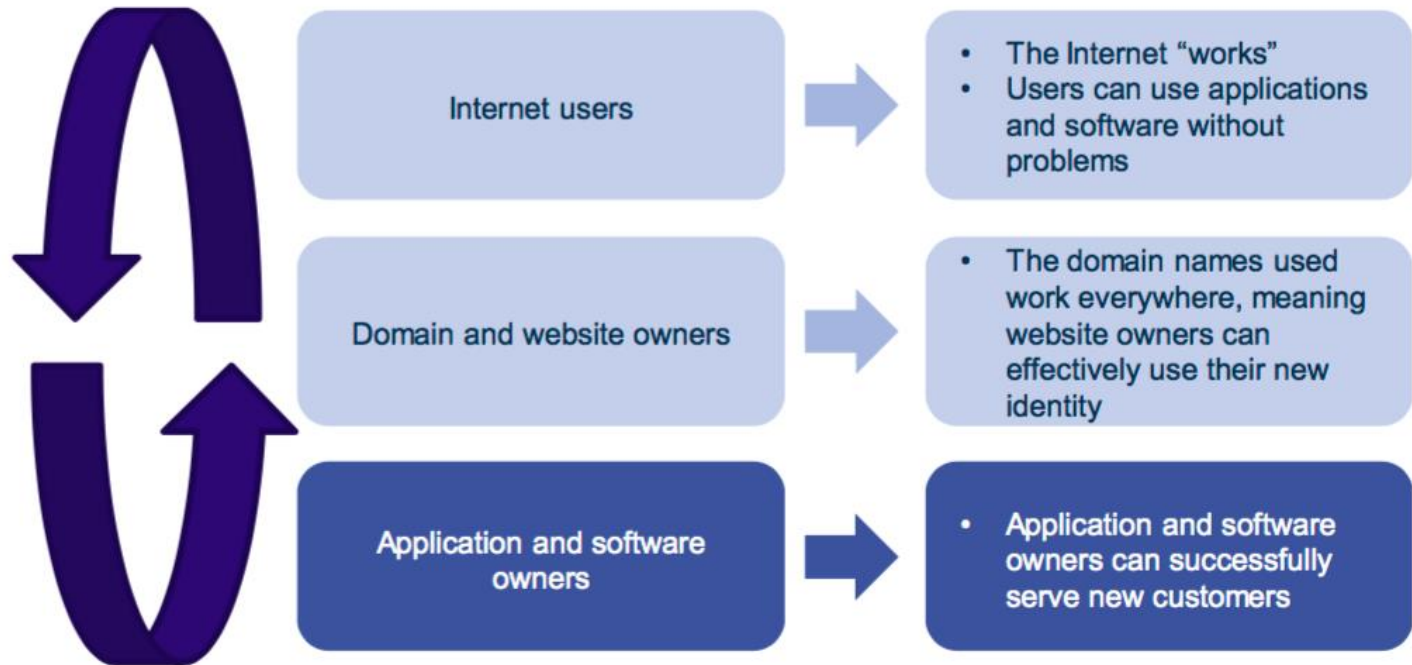 Internet users
• The Internet “works”
• Users can use applications
and software without
problems
Domain and website owners
• The domain names used
work everywhere, meaning
website owners can
effectively use their new
identity
Application and software
owners
• Application and software
owners can successfully
serve new customers